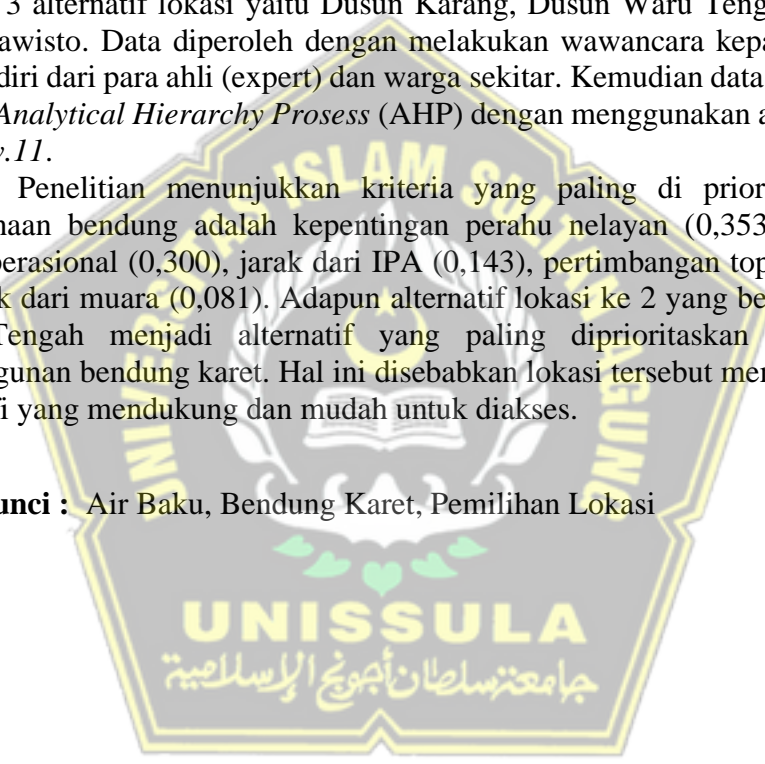 3 alternatif lokasi yaitu Dusun Karang, Dusun Waru Teng
awisto. Data diperoleh dengan melakukan wawancara kepa
diri dari para ahli (expert) dan warga sekitar. Kemudian data
Analytical Hierarchy Prosess (AHP) dengan menggunakan a
v.11.
Penelitian menunjukkan kriteria yang paling di prior
naan bendung adalah kepentingan perahu nelayan (0,353
perasional (0,300), jarak dari IPA (0,143), pertimbangan top
k dari muara (0,081). Adapun alternatif lokasi ke 2 yang be
Tengah menjadi alternatif yang paling diprioritaskan
gunan bendung karet. Hal ini disebabkan lokasi tersebut mer
fi yang mendukung dan mudah untuk diakses.
unci : Air Baku, Bendung Karet, Pemilihan Lokasi
UNIVERSITAS ISLAM SULTAN AGUNG
UNISSULA
جامعة سلطان أجونج الإسلامية